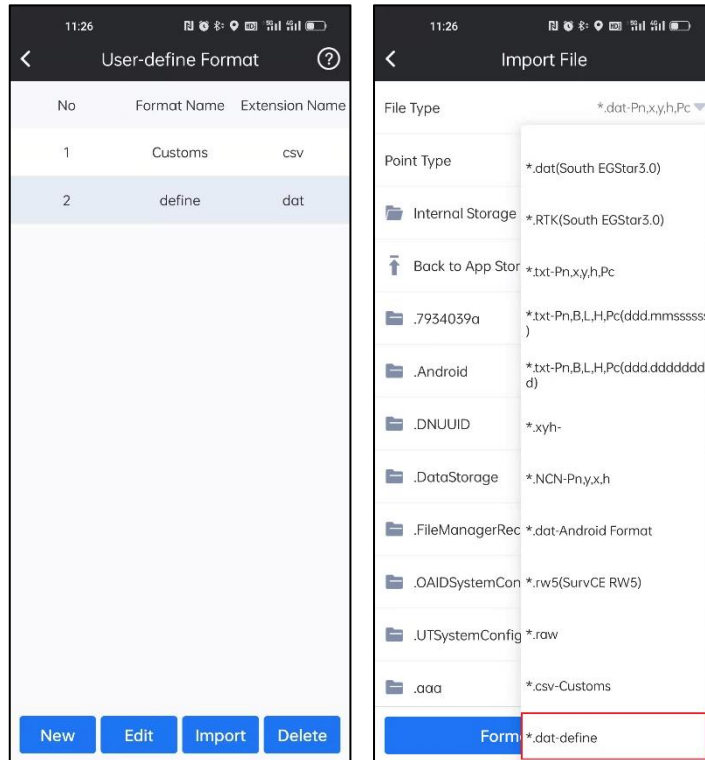 11:26
User-define Format
No Format Name Extension Name
1 Customs csv
2 define dat
New Edit Import Delete
11:26
Import File
File Type *.dat-Pn,x,y,h,Pc
Point Type
Internal Storage
Back to App Stor
.7934039a
.Android
.DNUUID
.DataStorage
.FileManagerRec
.OAIDSystemCon
.UTSystemConfig
.aaa
Form
*.dat(South EGStar3.0)
*.RTK(South EGStar3.0)
*.txt-Pn,x,y,h,Pc
*.txt-Pn,B,L,H,Pc(ddd.mmssssss
)
*.txt-Pn,B,L,H,Pc(ddd.ddddddd
d)
*.xyh-
*.NCN-Pn,y,x,h
*.dat-Android Format
*.rw5(SurvCE RW5)
*.raw
*.csv-Customs
*.dat-define